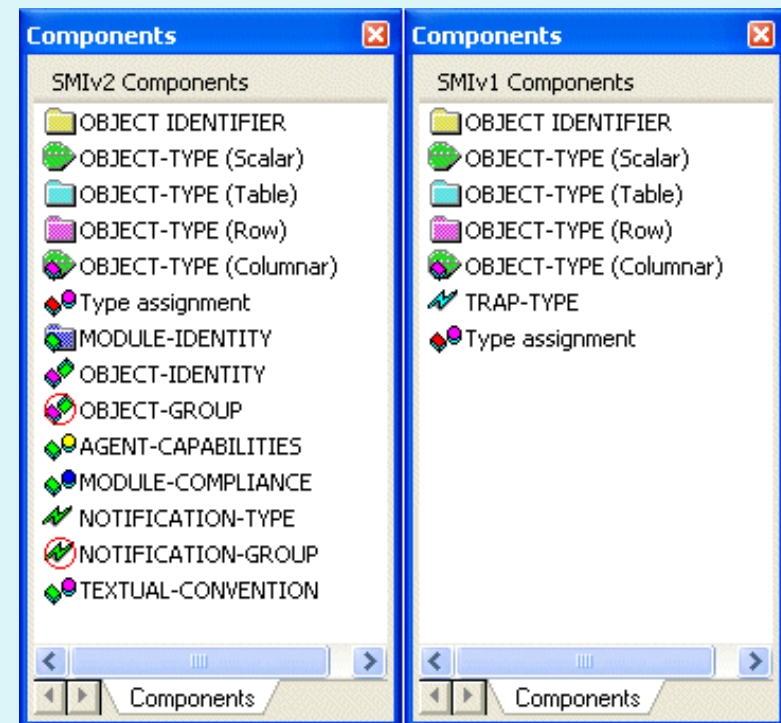 Components
SMIv2 Components
OBJECT IDENTIFIER
OBJECT-TYPE (Scalar)
OBJECT-TYPE (Table)
OBJECT-TYPE (Row)
OBJECT-TYPE (Columnar)
Type assignment
MODULE-IDENTITY
OBJECT-IDENTITY
OBJECT-GROUP
AGENT-CAPABILITIES
MODULE-COMPLIANCE
NOTIFICATION-TYPE
NOTIFICATION-GROUP
TEXTUAL-CONVENTION
Components
Components
SMIv1 Components
OBJECT IDENTIFIER
OBJECT-TYPE (Scalar)
OBJECT-TYPE (Table)
OBJECT-TYPE (Row)
OBJECT-TYPE (Columnar)
TRAP-TYPE
Type assignment
Components